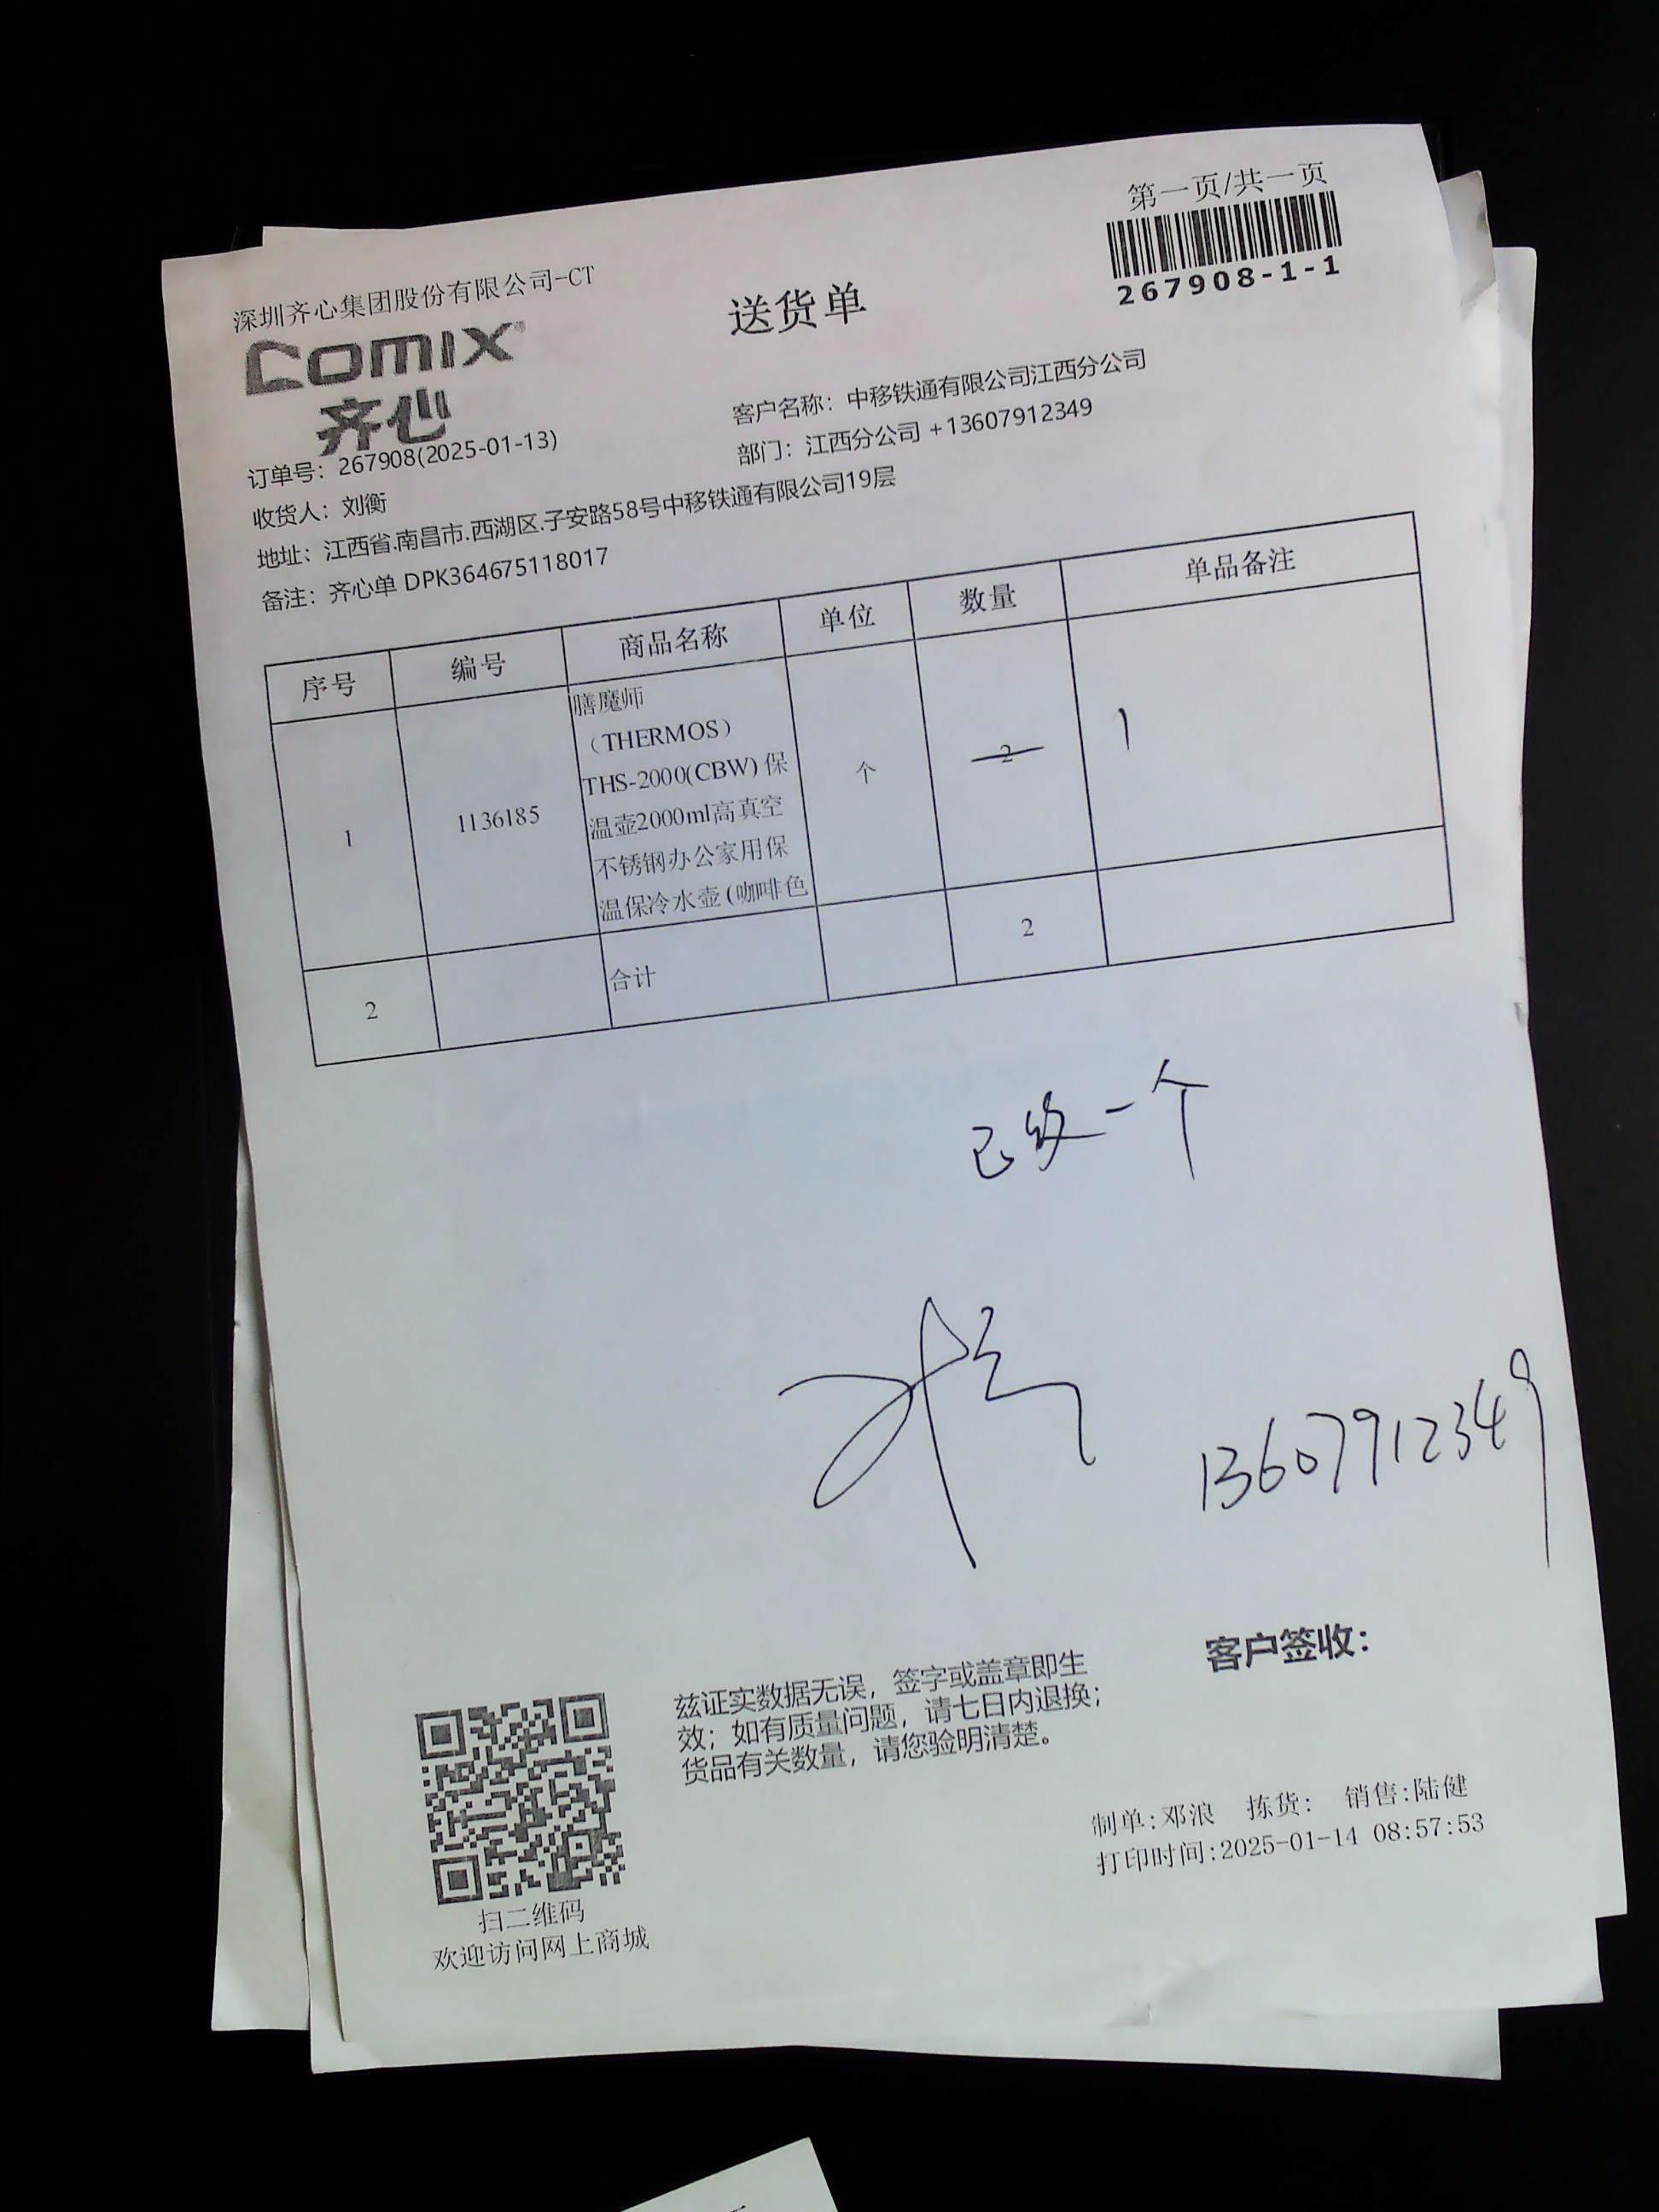 第一页/共一页
267908-1-1
深圳齐心集团股份有限公司-CT
送货单
Comix®
齐心
客户名称：中移铁通有限公司江西分公司
订单号：267908(2025-01-13)
部门：江西分公司 +13607912349
收货人：刘衡
地址：江西省.南昌市.西湖区.子安路58号中移铁通有限公司19层
备注：齐心单 DPK364675118017
序号 编号 商品名称 单位 数量 单品备注
膳魔师
（THERMOS）
THS-2000(CBW) 保
温壶2000ml高真空
不锈钢办公家用保
温保冷水壶 (咖啡色
1 1136185 个 2 1
2 合计 2
已收一个
13607912349
客户签收：
兹证实数据无误，签字或盖章即生
效；如有质量问题，请七日内退换；
货品有关数量，请您验明清楚。
扫二维码
欢迎访问网上商城
制单:邓浪 拣货: 销售:陆健
打印时间:2025-01-14 08:57:53